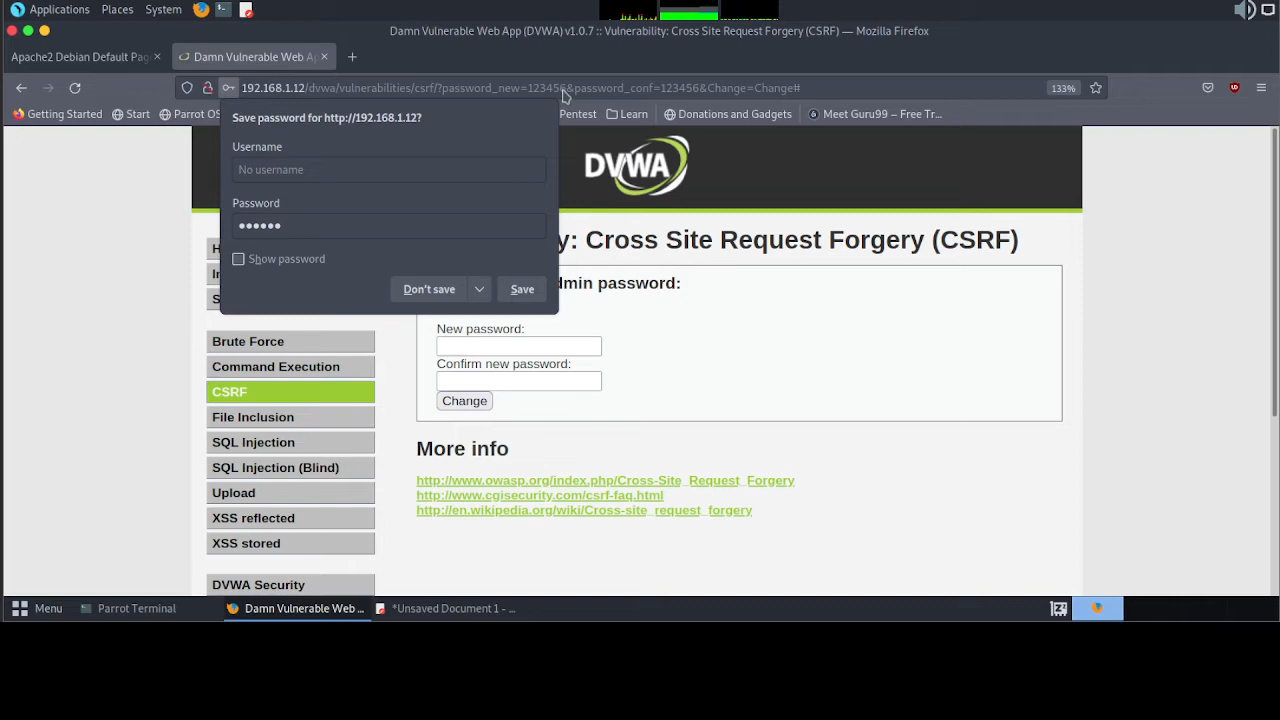 Applications Places System
Damn Vulnerable Web App (DVWA) v1.0.7 :: Vulnerability: Cross Site Request Forgery (CSRF) — Mozilla Firefox
Apache2 Debian Default Pag
Damn Vulnerable Web Ap
192.168.1.12/dvwa/vulnerabilities/csrf/?password_new=123456&password_conf=123456&Change=Change#
133%
Getting Started Start Parrot OS Pentest Learn Donations and Gadgets Meet Guru99 – Free Tr...
Save password for http://192.168.1.12?
Username
No username
Password
••••••
Show password
Don't save
Save
DVWA
y: Cross Site Request Forgery (CSRF)
dmin password:
New password:
Confirm new password:
Change
More info
http://www.owasp.org/index.php/Cross-Site_Request_Forgery
http://www.cgisecurity.com/csrf-faq.html
http://en.wikipedia.org/wiki/Cross-site_request_forgery
H
In
S
Brute Force
Command Execution
CSRF
File Inclusion
SQL Injection
SQL Injection (Blind)
Upload
XSS reflected
XSS stored
DVWA Security
Menu
Parrot Terminal
Damn Vulnerable Web ...
*Unsaved Document 1 - ...